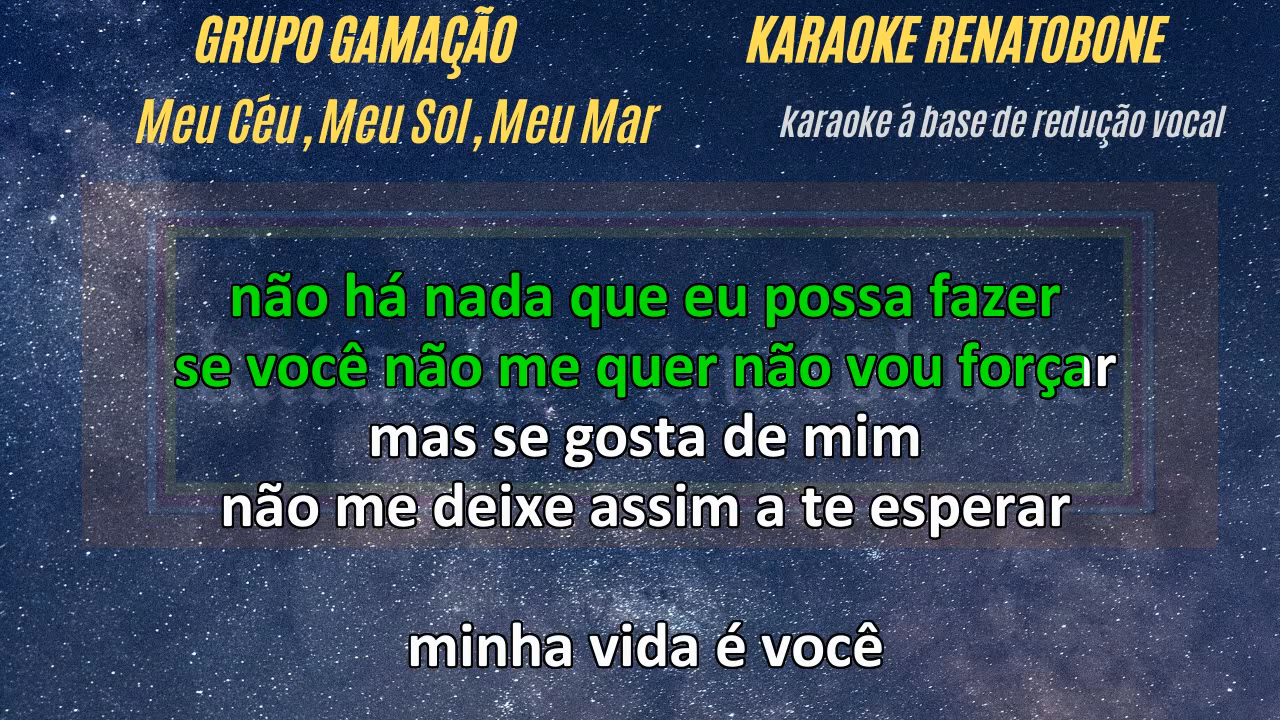 GRUPO GAMAÇÃO
KARAOKE RENATOBONE
Meu Céu , Meu Sol , Meu Mar
karaoke á base de redução vocal
não há nada que eu possa fazer
se você não me quer não vou forçar
mas se gosta de mim
não me deixe assim a te esperar
minha vida é você